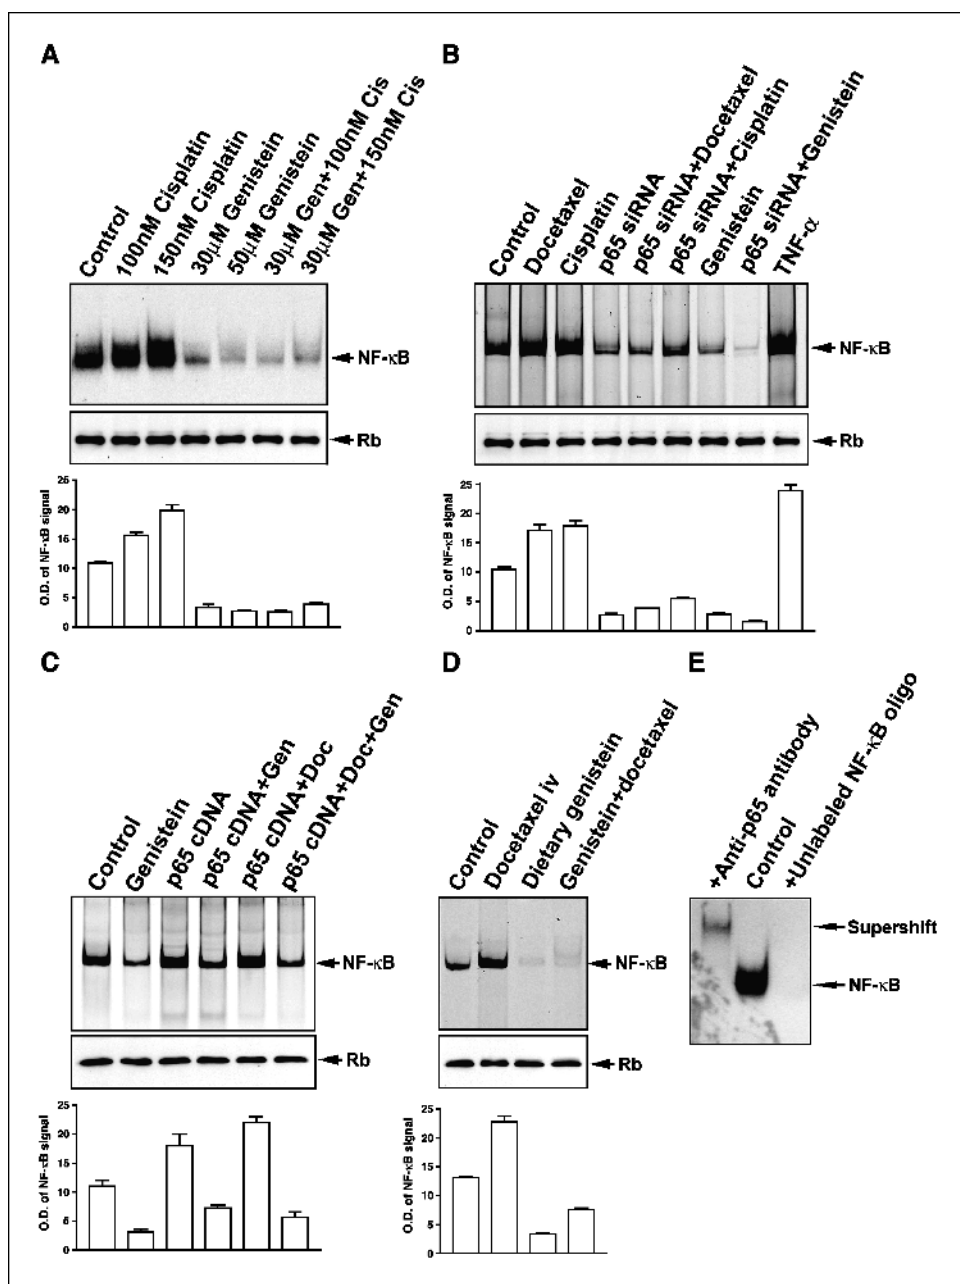 A
Control
100nM Cisplatin
150nM Cisplatin
30μM Genistein
50μM Genistein
30μM Gen+100nM Cis
30μM Gen+150nM Cis
NF-κB
Rb
O.D. of NF-κB signal
25
20
15
10
5
0
B
Control
Docetaxel
Cisplatin
p65 siRNA
p65 siRNA+Docetaxel
p65 siRNA+Cisplatin
Genistein
p65 siRNA+Genistein
TNF-α
NF-κB
Rb
O.D. of NF-κB signal
25
20
15
10
5
0
C
Control
Genistein
p65 cDNA
p65 cDNA+Gen
p65 cDNA+Doc
p65 cDNA+Doc+Gen
NF-κB
Rb
O.D. of NF-κB signal
25
20
15
10
5
0
D
Control
Docetaxel iv
Dietary genistein
Genistein+docetaxel
NF-κB
Rb
O.D. of NF-κB signal
25
20
15
10
5
0
E
+Anti-p65 antibody
Control
+Unlabeled NF-κB oligo
Supershift
NF-κB